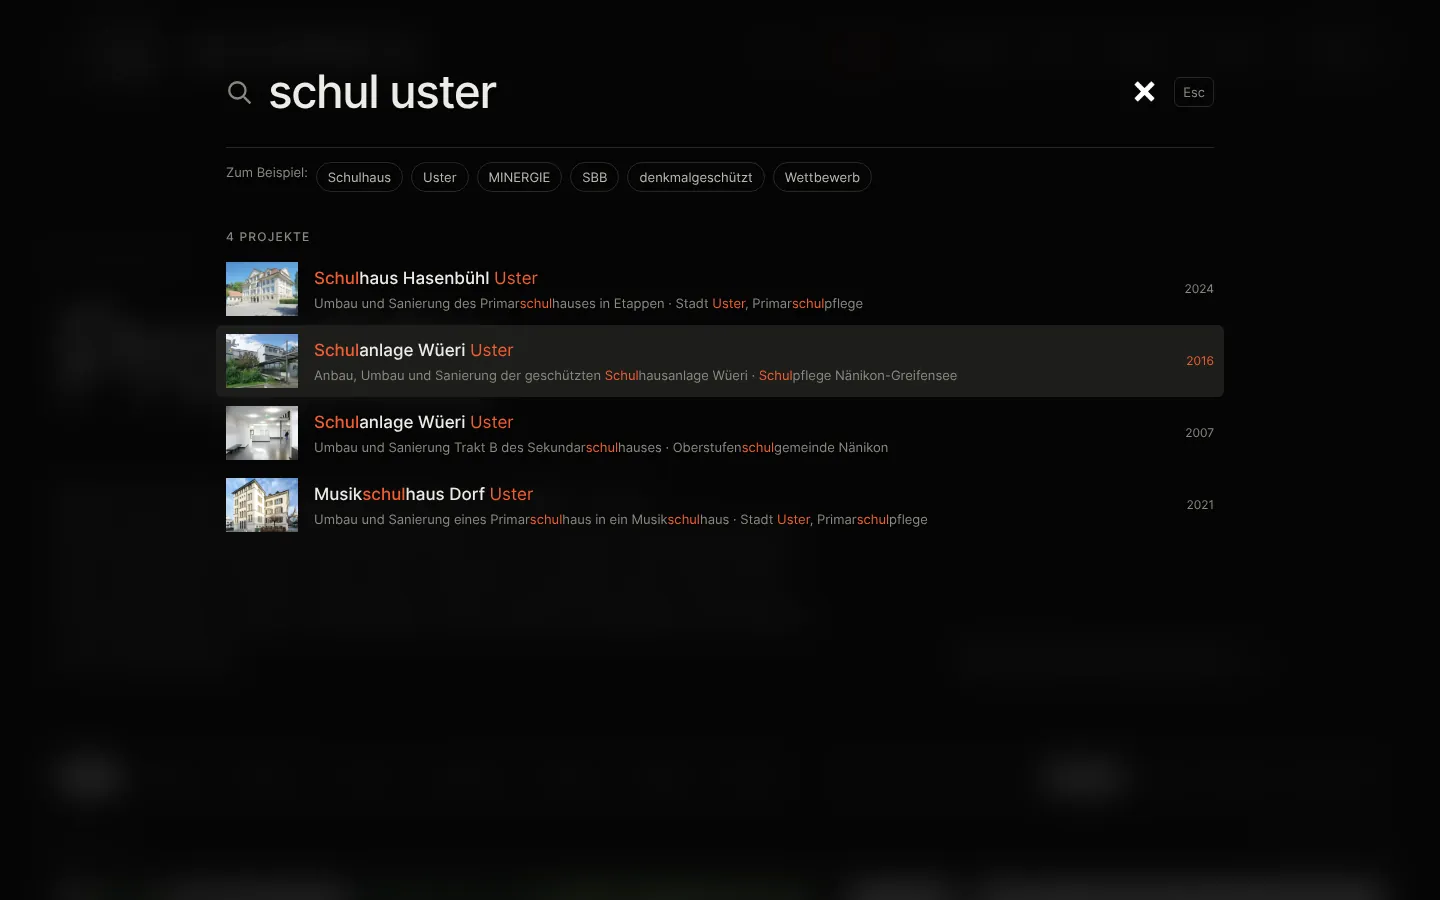 schul uster
Esc
Zum Beispiel: Schulhaus Uster MINERGIE SBB denkmalgeschützt Wettbewerb
4 PROJEKTE
Schulhaus Hasenbühl Uster
Umbau und Sanierung des Primarschulhauses in Etappen · Stadt Uster, Primarschulpflege
2024
Schulanlage Wüeri Uster
Anbau, Umbau und Sanierung der geschützten Schulhausanlage Wüeri · Schulpflege Nänikon-Greifensee
2016
Schulanlage Wüeri Uster
Umbau und Sanierung Trakt B des Sekundarschulhauses · Oberstufenschulgemeinde Nänikon
2007
Musikschulhaus Dorf Uster
Umbau und Sanierung eines Primarschulhaus in ein Musikschulhaus · Stadt Uster, Primarschulpflege
2021